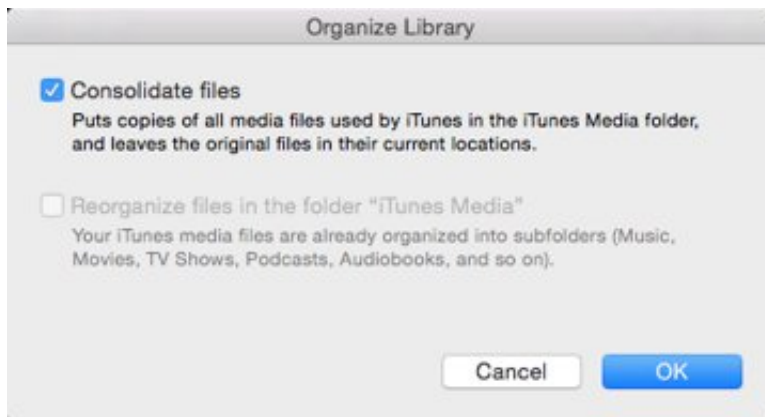 Organize Library
Consolidate files
Puts copies of all media files used by iTunes in the iTunes Media folder,
and leaves the original files in their current locations.
Reorganize files in the folder “iTunes Media”
Your iTunes media files are already organized into subfolders (Music,
Movies, TV Shows, Podcasts, Audiobooks, and so on).
Cancel OK